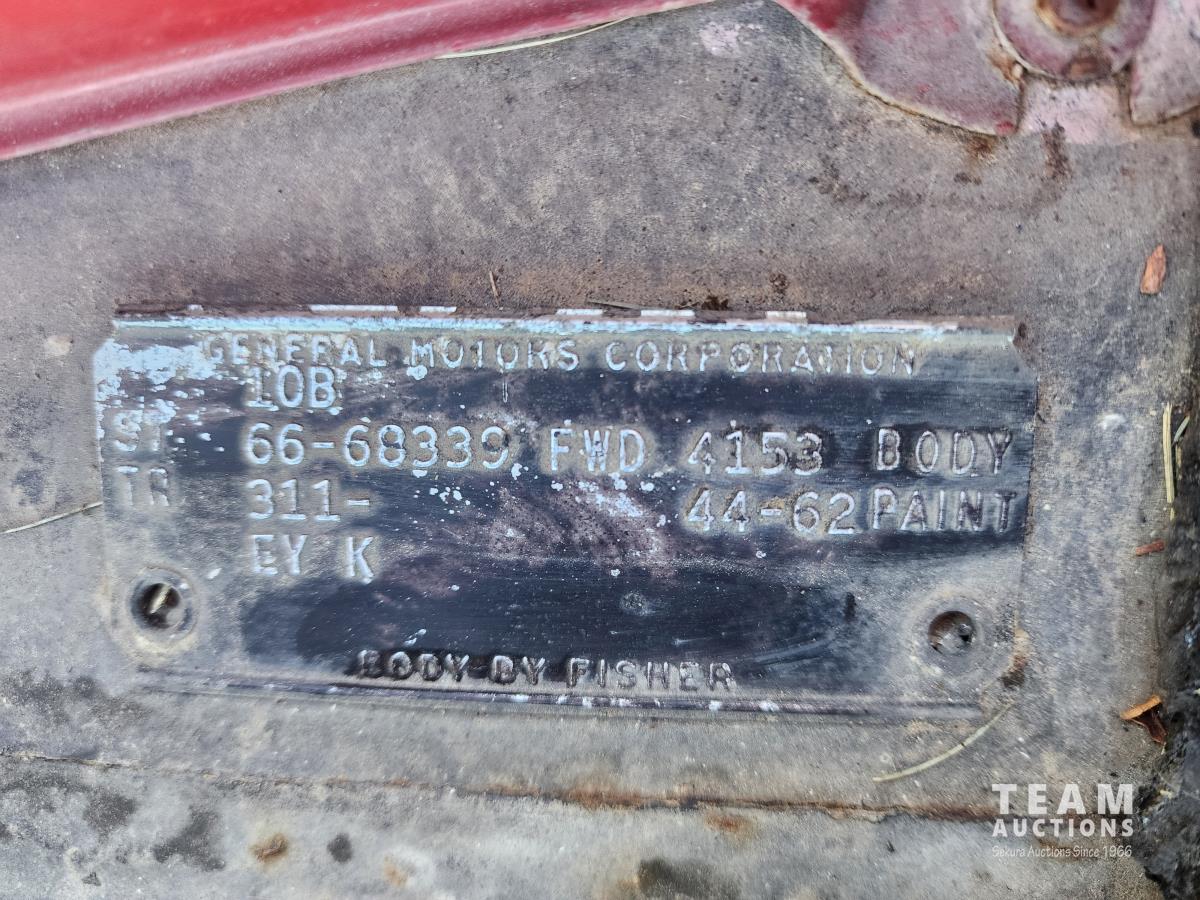 GENERAL MOTORS CORPORATION
10B
ST 66-68339 FWD 4153 BODY
TR 311- 44-62 PAINT
EY K
BODY BY FISHER
TEAM
AUCTIONS
Sekura Auctions Since 1966